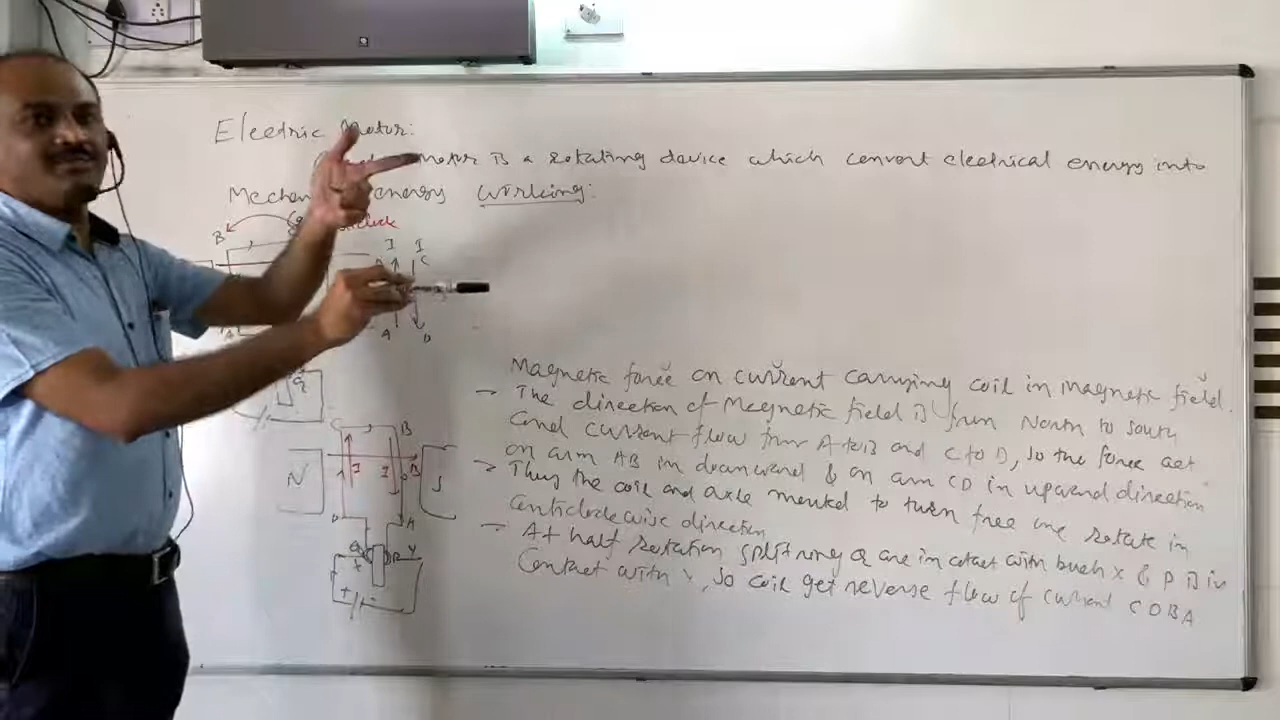 Electric Motor:
Motor is a rotating device which convert electrical energy into
Mechan energy Working:
B
I I
C
A
A D
Magnetic force on current carrying coil in magnetic field.
- The direction of Magnetic field is from North to south
and current flow from A to B and C to D, so the force act
on arm AB in downward & on arm CD in upward direction
- Thus the coil and axle mounted to turn free are rotate in
anticlockwise direction
- At half rotation split ring Q are in contact with bush X & P is in
Contact with Y, so coil get reverse flow of current C D B A
C B
N I I B S
D A
Q X R Y
+ -